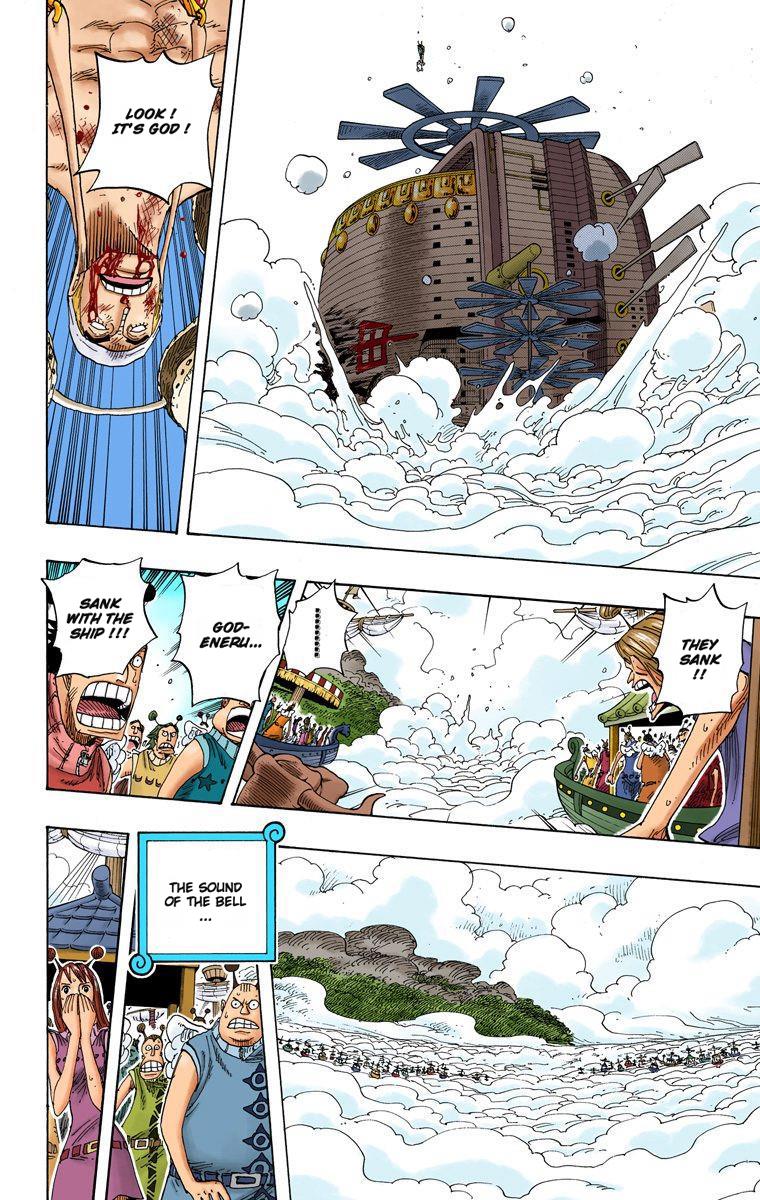 LOOK !
IT'S GOD !
THEY
SANK
!!
GOD-
ENERU...
SANK
WITH THE
SHIP !!!
THE SOUND
OF THE BELL
...